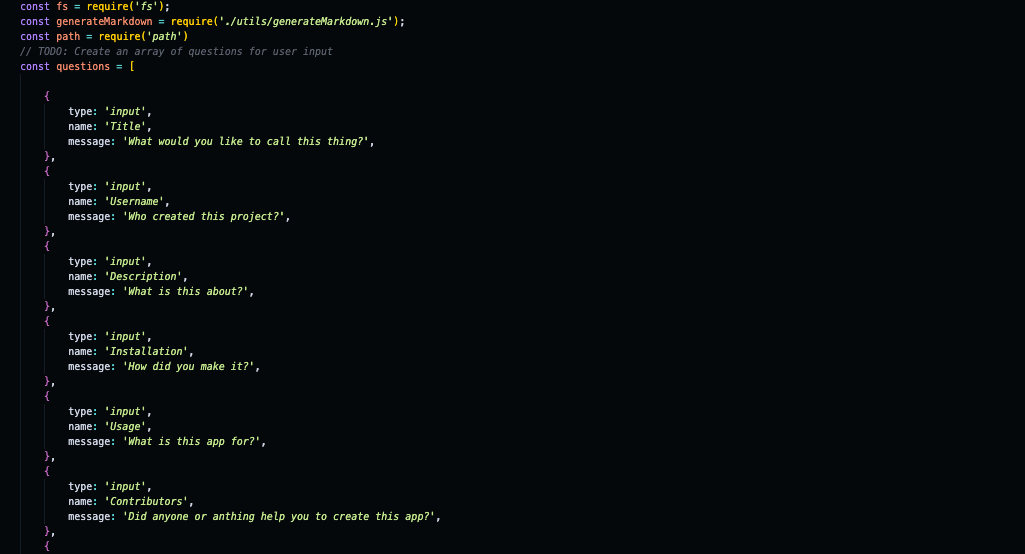 const fs = require('fs');
const generateMarkdown = require('./utils/generateMarkdown.js');
const path = require('path')
// TODO: Create an array of questions for user input
const questions = [
{
type: 'input',
name: 'Title',
message: 'What would you like to call this thing?',
},
{
type: 'input',
name: 'Username',
message: 'Who created this project?',
},
{
type: 'input',
name: 'Description',
message: 'What is this about?',
},
{
type: 'input',
name: 'Installation',
message: 'How did you make it?',
},
{
type: 'input',
name: 'Usage',
message: 'What is this app for?',
},
{
type: 'input',
name: 'Contributors',
message: 'Did anyone or anthing help you to create this app?',
},
{